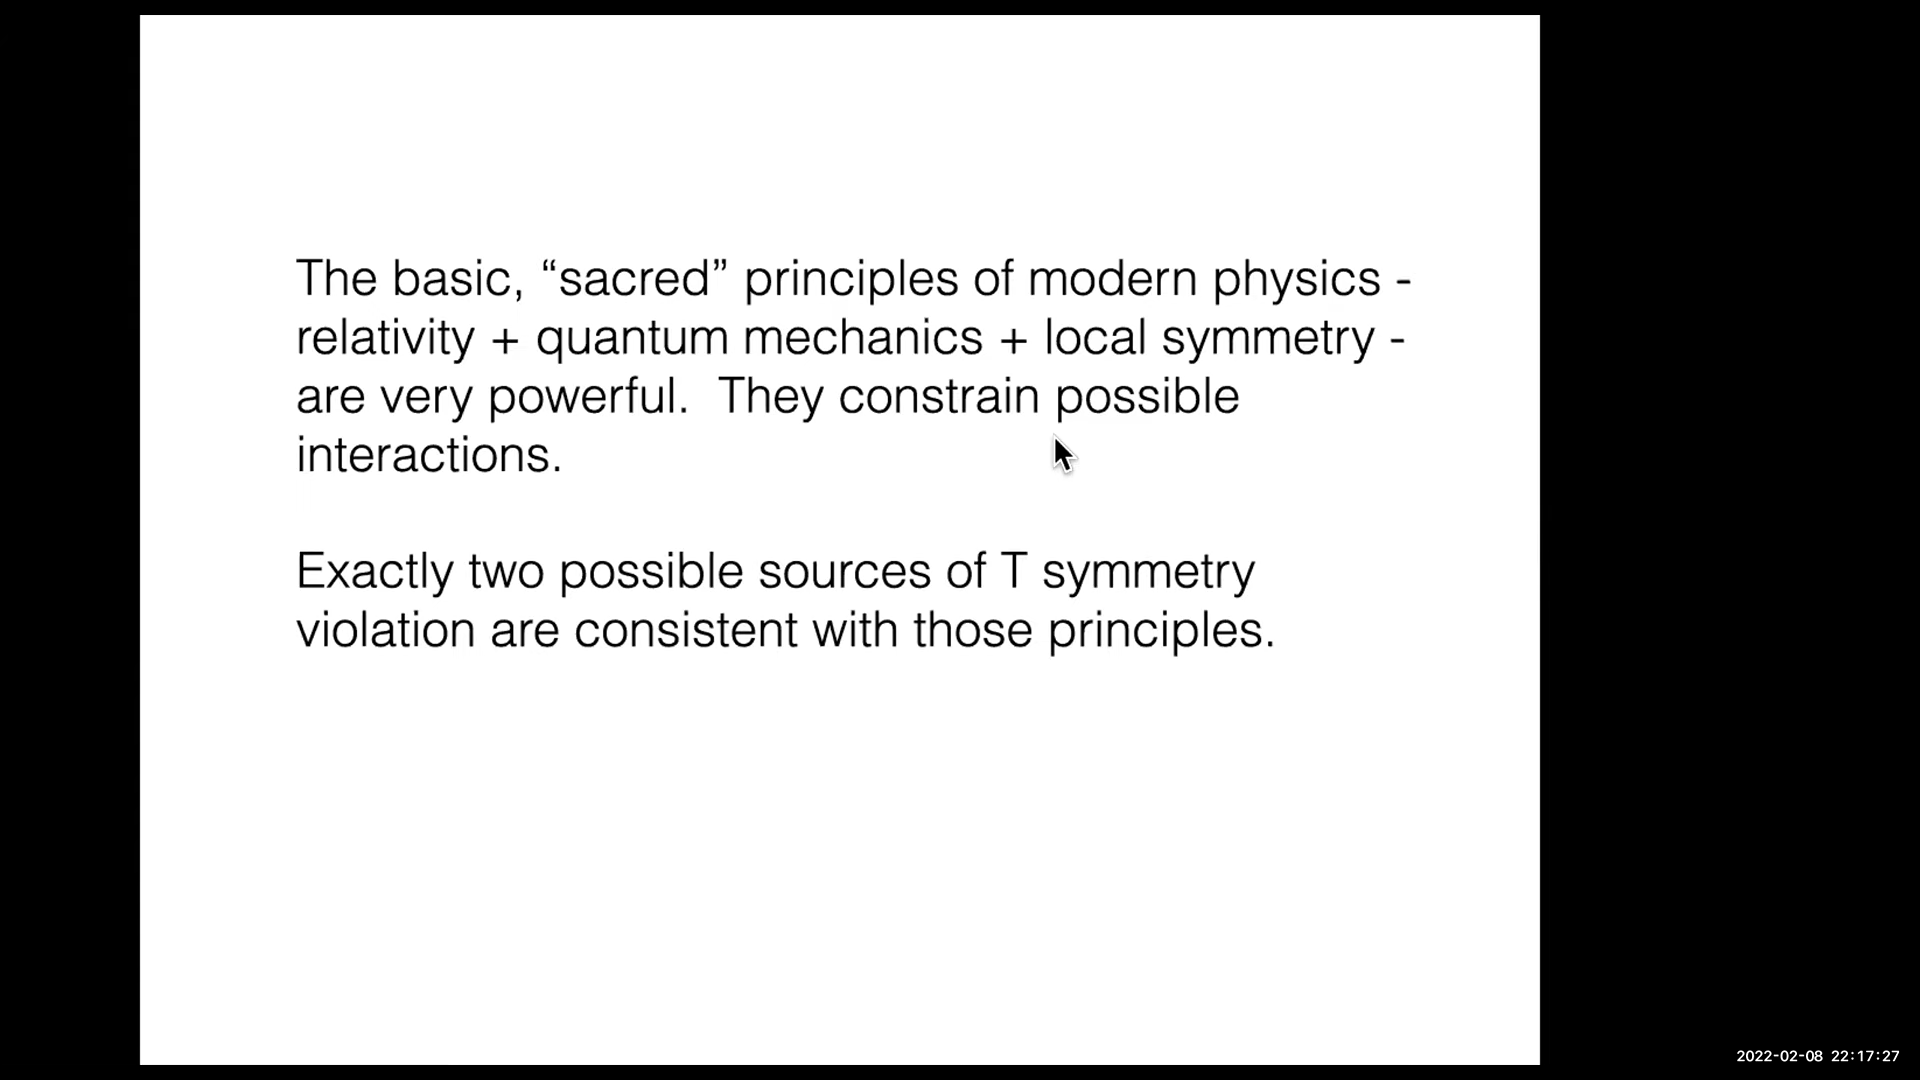 The basic, “sacred” principles of modern physics -
relativity + quantum mechanics + local symmetry -
are very powerful.  They constrain possible
interactions.
Exactly two possible sources of T symmetry
violation are consistent with those principles.
2022-02-08 22:17:27